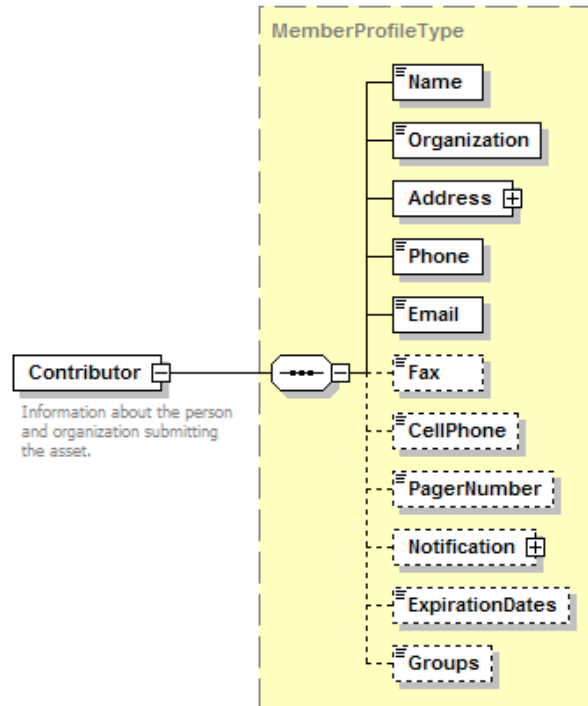 MemberProfileType
Name
Organization
Address
Phone
Email
Contributor
Information about the person
and organization submitting
the asset.
Fax
CellPhone
PagerNumber
Notification
ExpirationDates
Groups